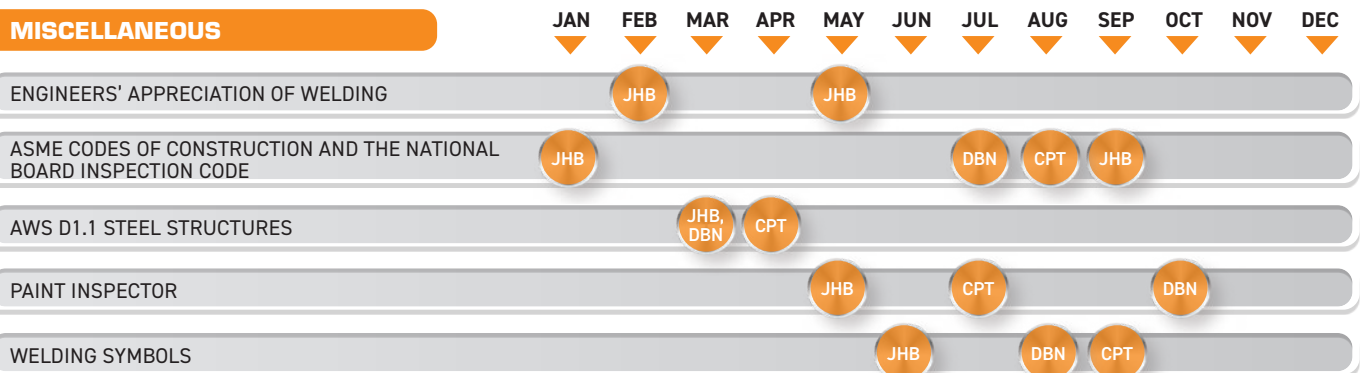 MISCELLANEOUS
JAN FEB MAR APR MAY JUN JUL AUG SEP OCT NOV DEC
ENGINEERS' APPRECIATION OF WELDING JHB JHB
ASME CODES OF CONSTRUCTION AND THE NATIONAL
BOARD INSPECTION CODE
JHB DBN CPT JHB
AWS D1.1 STEEL STRUCTURES
JHB,
DBN
CPT
PAINT INSPECTOR JHB CPT DBN
WELDING SYMBOLS JHB DBN CPT